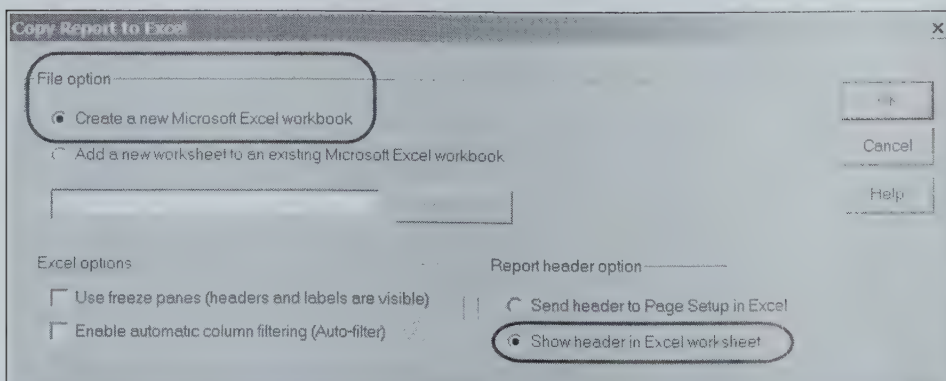 Copy Report to Excel
File option
Create a new Microsoft Excel workbook
Add a new worksheet to an existing Microsoft Excel workbook
Cancel
Help
Excel options
Use freeze panes (headers and labels are visible)
Enable automatic column filtering (Auto-filter)
Report header option
Send header to Page Setup in Excel
Show header in Excel worksheet